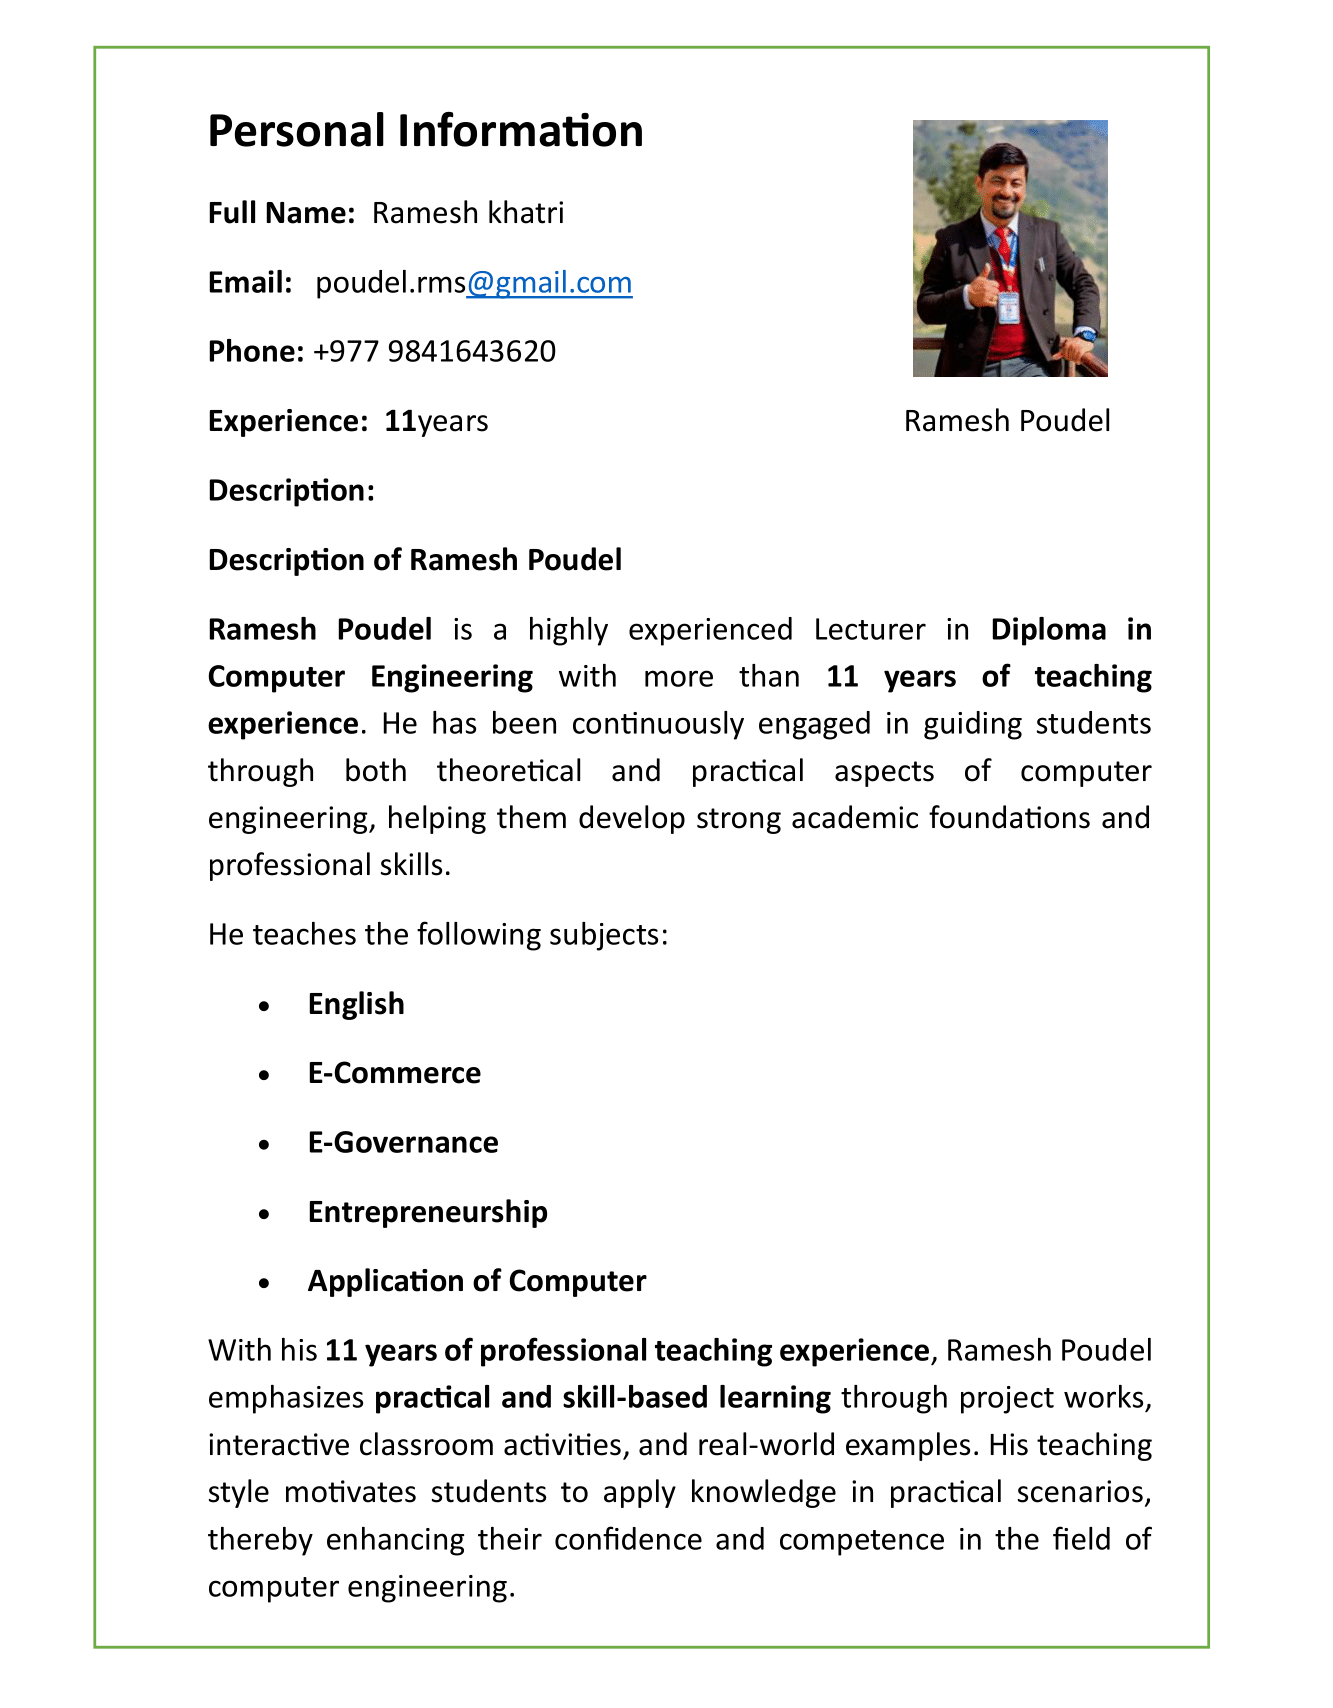 Personal Information
Full Name: Ramesh khatri
Email: poudel.rms@gmail.com
Phone: +977 9841643620
Experience: 11years
Ramesh Poudel
Description:
Description of Ramesh Poudel
Ramesh Poudel is a highly experienced Lecturer in Diploma in
Computer Engineering with more than 11 years of teaching
experience. He has been continuously engaged in guiding students
through both theoretical and practical aspects of computer
engineering, helping them develop strong academic foundations and
professional skills.
He teaches the following subjects:
• English
• E-Commerce
• E-Governance
• Entrepreneurship
• Application of Computer
With his 11 years of professional teaching experience, Ramesh Poudel
emphasizes practical and skill-based learning through project works,
interactive classroom activities, and real-world examples. His teaching
style motivates students to apply knowledge in practical scenarios,
thereby enhancing their confidence and competence in the field of
computer engineering.